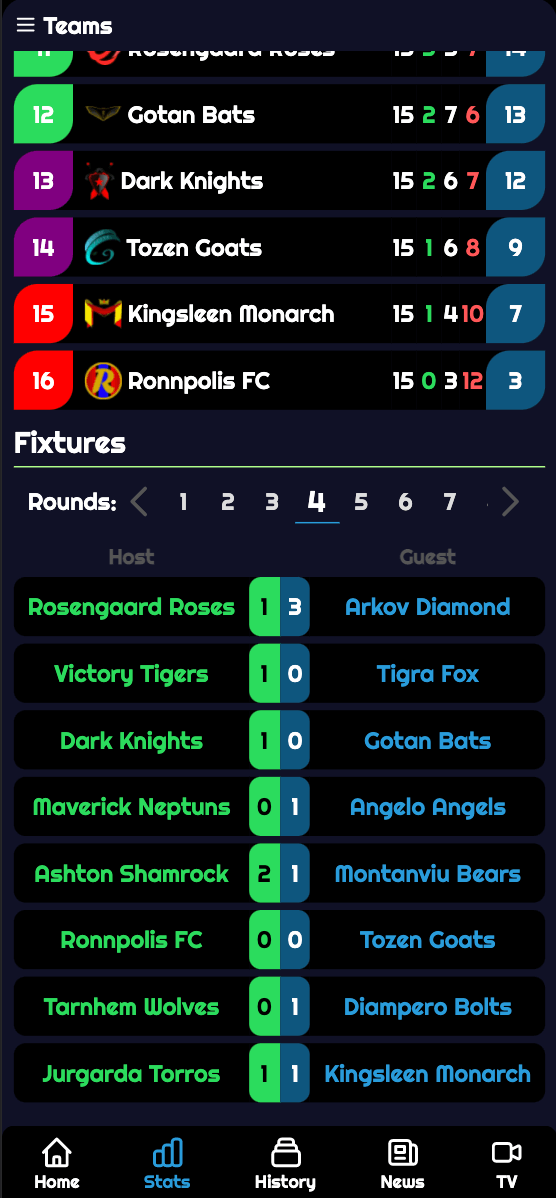 Teams
11 Rosengaard Roses 15 3 5 7 14
12 Gotan Bats 15 2 7 6 13
13 Dark Knights 15 2 6 7 12
14 Tozen Goats 15 1 6 8 9
15 Kingsleen Monarch 15 1 4 10 7
16 Ronnpolis FC 15 0 3 12 3
Fixtures
Rounds: 1 2 3 4 5 6 7
Host Guest
Rosengaard Roses 1 3 Arkov Diamond
Victory Tigers 1 0 Tigra Fox
Dark Knights 1 0 Gotan Bats
Maverick Neptuns 0 1 Angelo Angels
Ashton Shamrock 2 1 Montanviu Bears
Ronnpolis FC 0 0 Tozen Goats
Tarnhem Wolves 0 1 Diampero Bolts
Jurgarda Torros 1 1 Kingsleen Monarch
Home Stats History News TV